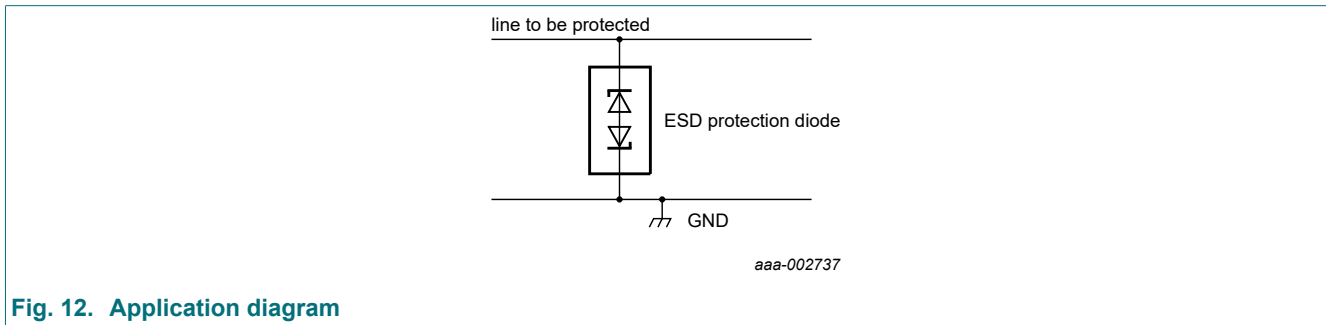 line to be protected
ESD protection diode
GND
aaa-002737
Fig. 12. Application diagram